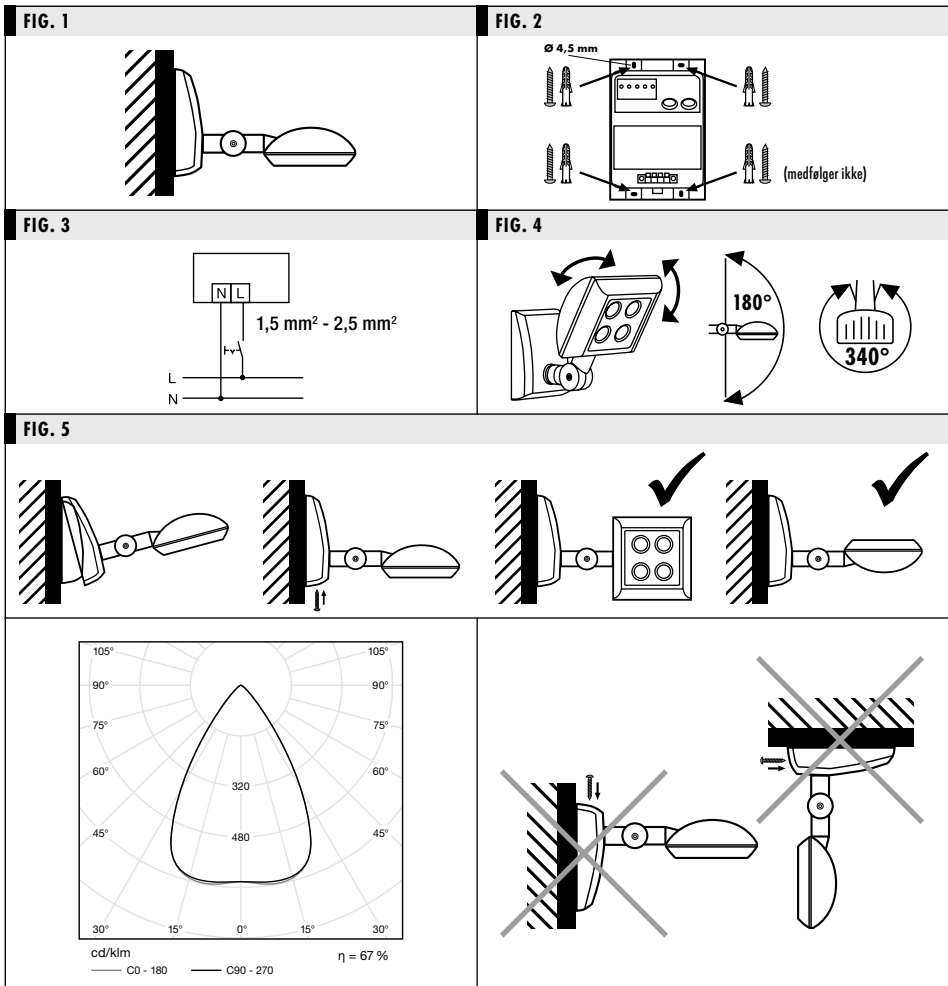 FIG. 1
FIG. 2
Ø 4,5 mm
(medfølger ikke)
FIG. 3
N L
1,5 mm² - 2,5 mm²
L
N
FIG. 4
180°
340°
FIG. 5
105° 105°
90° 90°
75° 75°
60° 60°
320
45° 480 45°
30° 15° 0° 15° 30°
cd/klm η = 67 %
C0 - 180 C90 - 270